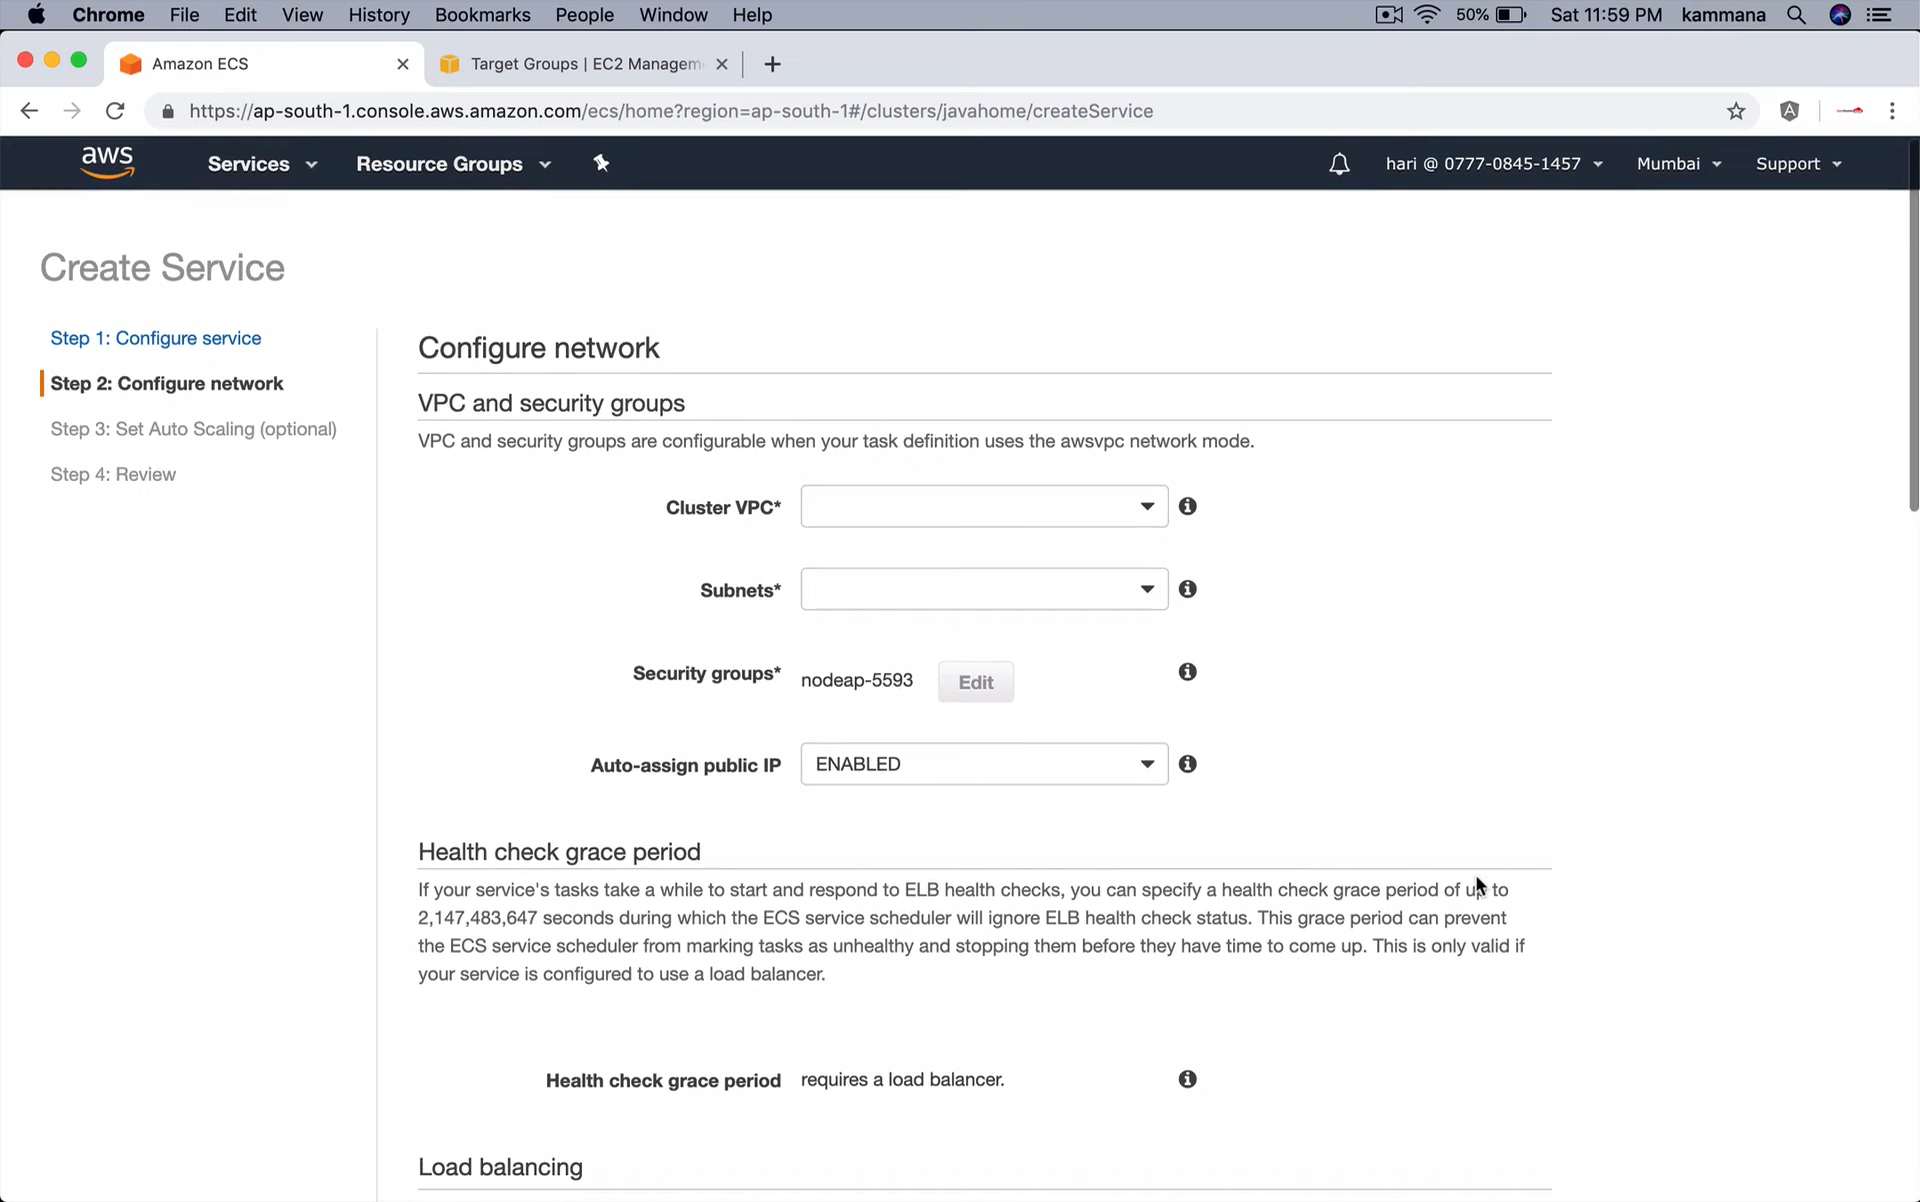 Chrome File Edit View History Bookmarks People Window Help 50% Sat 11:59 PM kammana
Amazon ECS Target Groups | EC2 Managem
https://ap-south-1.console.aws.amazon.com/ecs/home?region=ap-south-1#/clusters/javahome/createService
aws Services Resource Groups hari @ 0777-0845-1457 Mumbai Support
Create Service
Step 1: Configure service
Step 2: Configure network
Step 3: Set Auto Scaling (optional)
Step 4: Review
Configure network
VPC and security groups
VPC and security groups are configurable when your task definition uses the awsvpc network mode.
Cluster VPC*
Subnets*
Security groups* nodeap-5593 Edit
Auto-assign public IP ENABLED
Health check grace period
If your service's tasks take a while to start and respond to ELB health checks, you can specify a health check grace period of up to
2,147,483,647 seconds during which the ECS service scheduler will ignore ELB health check status. This grace period can prevent
the ECS service scheduler from marking tasks as unhealthy and stopping them before they have time to come up. This is only valid if
your service is configured to use a load balancer.
Health check grace period requires a load balancer.
Load balancing